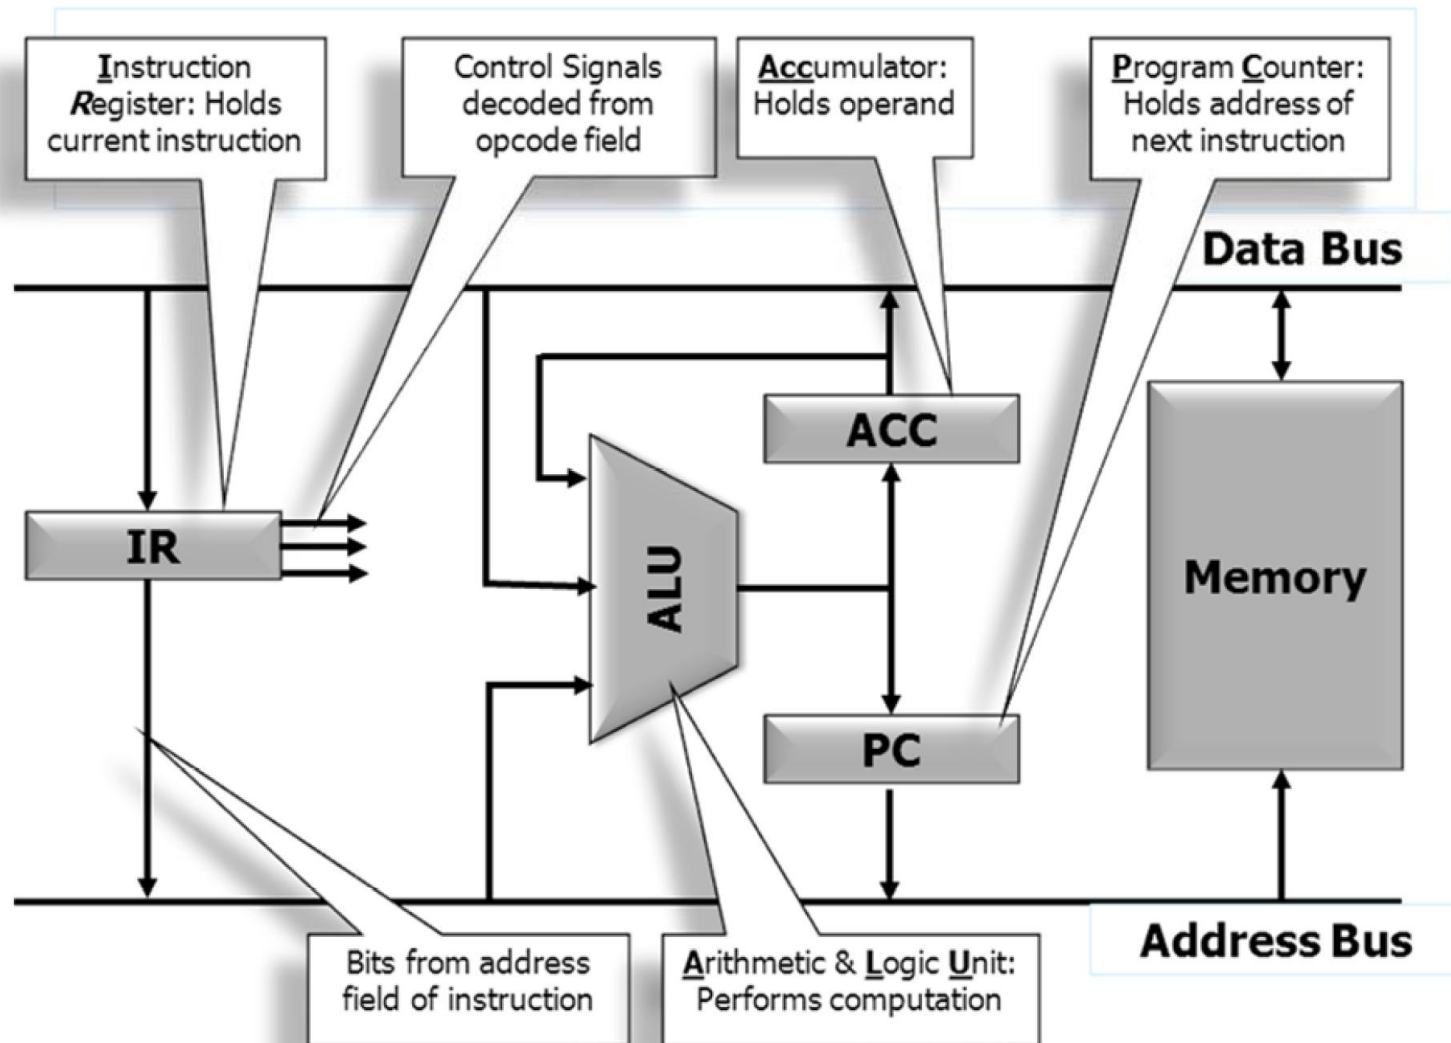 Instruction
Register: Holds
current instruction
Control Signals
decoded from
opcode field
Accumulator:
Holds operand
Program Counter:
Holds address of
next instruction
Data Bus
ACC
IR
ALU
Memory
PC
Address Bus
Bits from address
field of instruction
Arithmetic & Logic Unit:
Performs computation